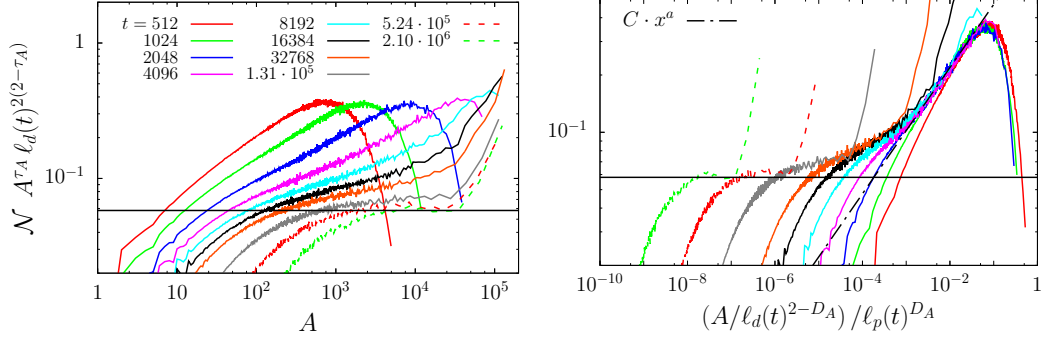 t = 512 8192 5.24 · 10^5
1024 16384 2.10 · 10^6
2048 32768
4096 1.31 · 10^5
1
10^{-1}
1 10 10^2 10^3 10^4 10^5
A
𝒩 A^{τ_A} ℓ_d(t)^{2(2−τ_A)}
C · x^a
10^{-1}
10^{-10} 10^{-8} 10^{-6} 10^{-4} 10^{-2} 1
(A/ℓ_d(t)^{2−D_A}) /ℓ_p(t)^{D_A}